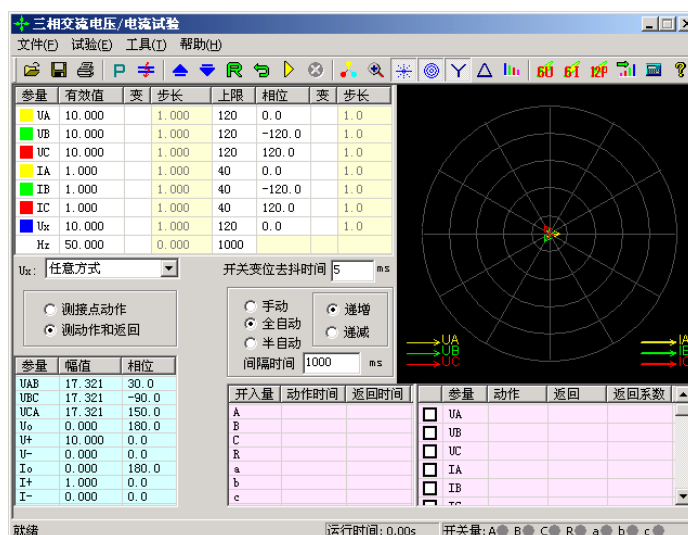 三相交流电压/电流试验
文件(F) 试验(E) 工具(T) 帮助(H)
P R 6U 6I 12P ?
参量 有效值 变 步长 上限 相位 变 步长
UA 10.000 1.000 120 0.0 1.0
UB 10.000 1.000 120 -120.0 1.0
UC 10.000 1.000 120 120.0 1.0
IA 1.000 1.000 40 0.0 1.0
IB 1.000 1.000 40 -120.0 1.0
IC 1.000 1.000 40 120.0 1.0
Ux 10.000 1.000 120 0.0 1.0
Hz 50.000 0.000 1000
Ux: 任意方式 开关变位去抖时间 5 ms
测接点动作
测动作和返回
手动
全自动
半自动
递增
递减
间隔时间 1000 ms
UA
UB
UC
IA
IB
IC
参量 幅值 相位
UAB 17.321 30.0
UBC 17.321 -90.0
UCA 17.321 150.0
Uo 0.000 180.0
U+ 10.000 0.0
U- 0.000 0.0
Io 0.000 180.0
I+ 1.000 0.0
I- 0.000 0.0
开入量 动作时间 返回时间
A
B
C
R
a
b
c
参量 动作 返回 返回系数
UA
UB
UC
IA
IB
IC
就绪 运行时间: 0.00s 开关量: A B C R a b c